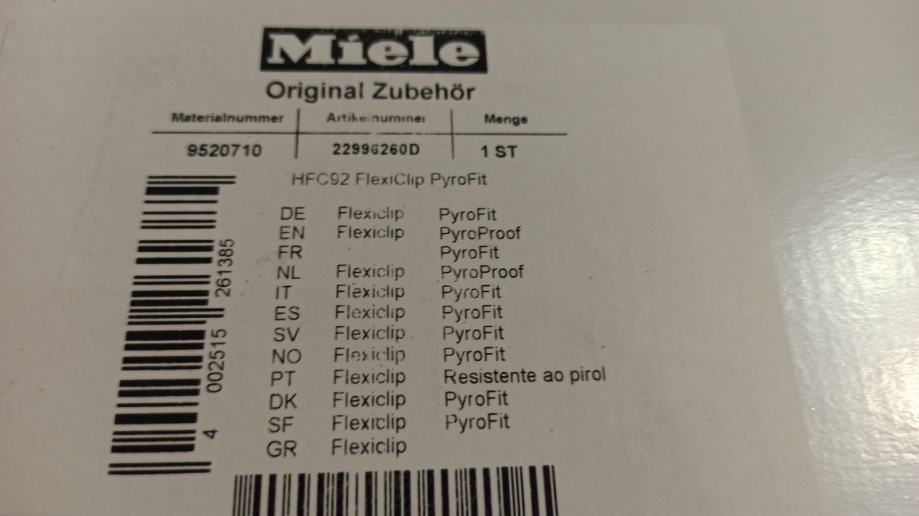 Miele
Original Zubehör
Materialnummer Artikelnummer Menge
9520710 22996260D 1 ST
HFC92 FlexiClip PyroFit
DE Flexiclip PyroFit
EN Flexiclip PyroProof
FR PyroFit
NL Flexiclip PyroProof
IT Flexiclip PyroFit
ES Flexiclip PyroFit
SV Flexiclip PyroFit
NO Flexiclip PyroFit
PT Flexiclip Resistente ao pirol
DK Flexiclip PyroFit
SF Flexiclip PyroFit
GR Flexiclip
4 002515 261385